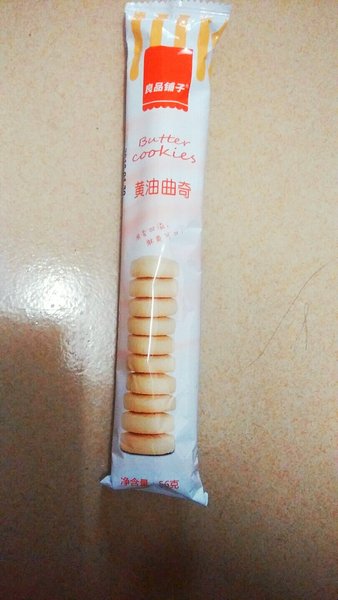 良品铺子®
Butter
cookies
黄油曲奇
净含量：56克